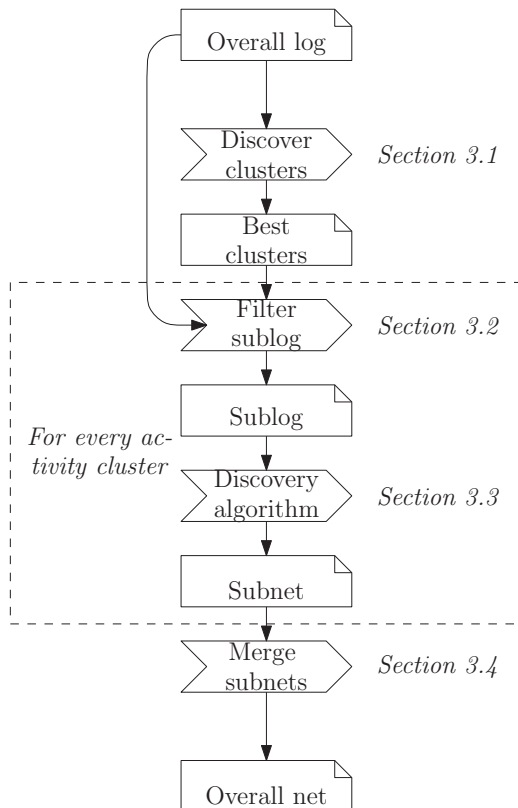 Overall log
Discover
clusters
Section 3.1
Best
clusters
Filter
sublog
Section 3.2
Sublog
For every ac-
tivity cluster
Discovery
algorithm
Section 3.3
Subnet
Merge
subnets
Section 3.4
Overall net